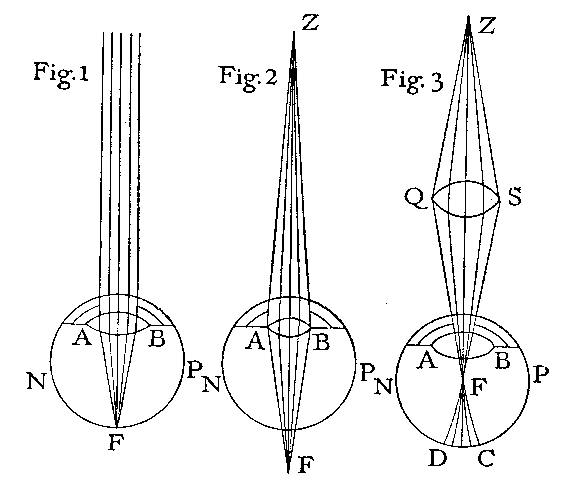 Fig.1
A B
N P
F
Fig.2
Z
A B
N P
F
Fig.3
Z
Q S
A B
N F P
D C